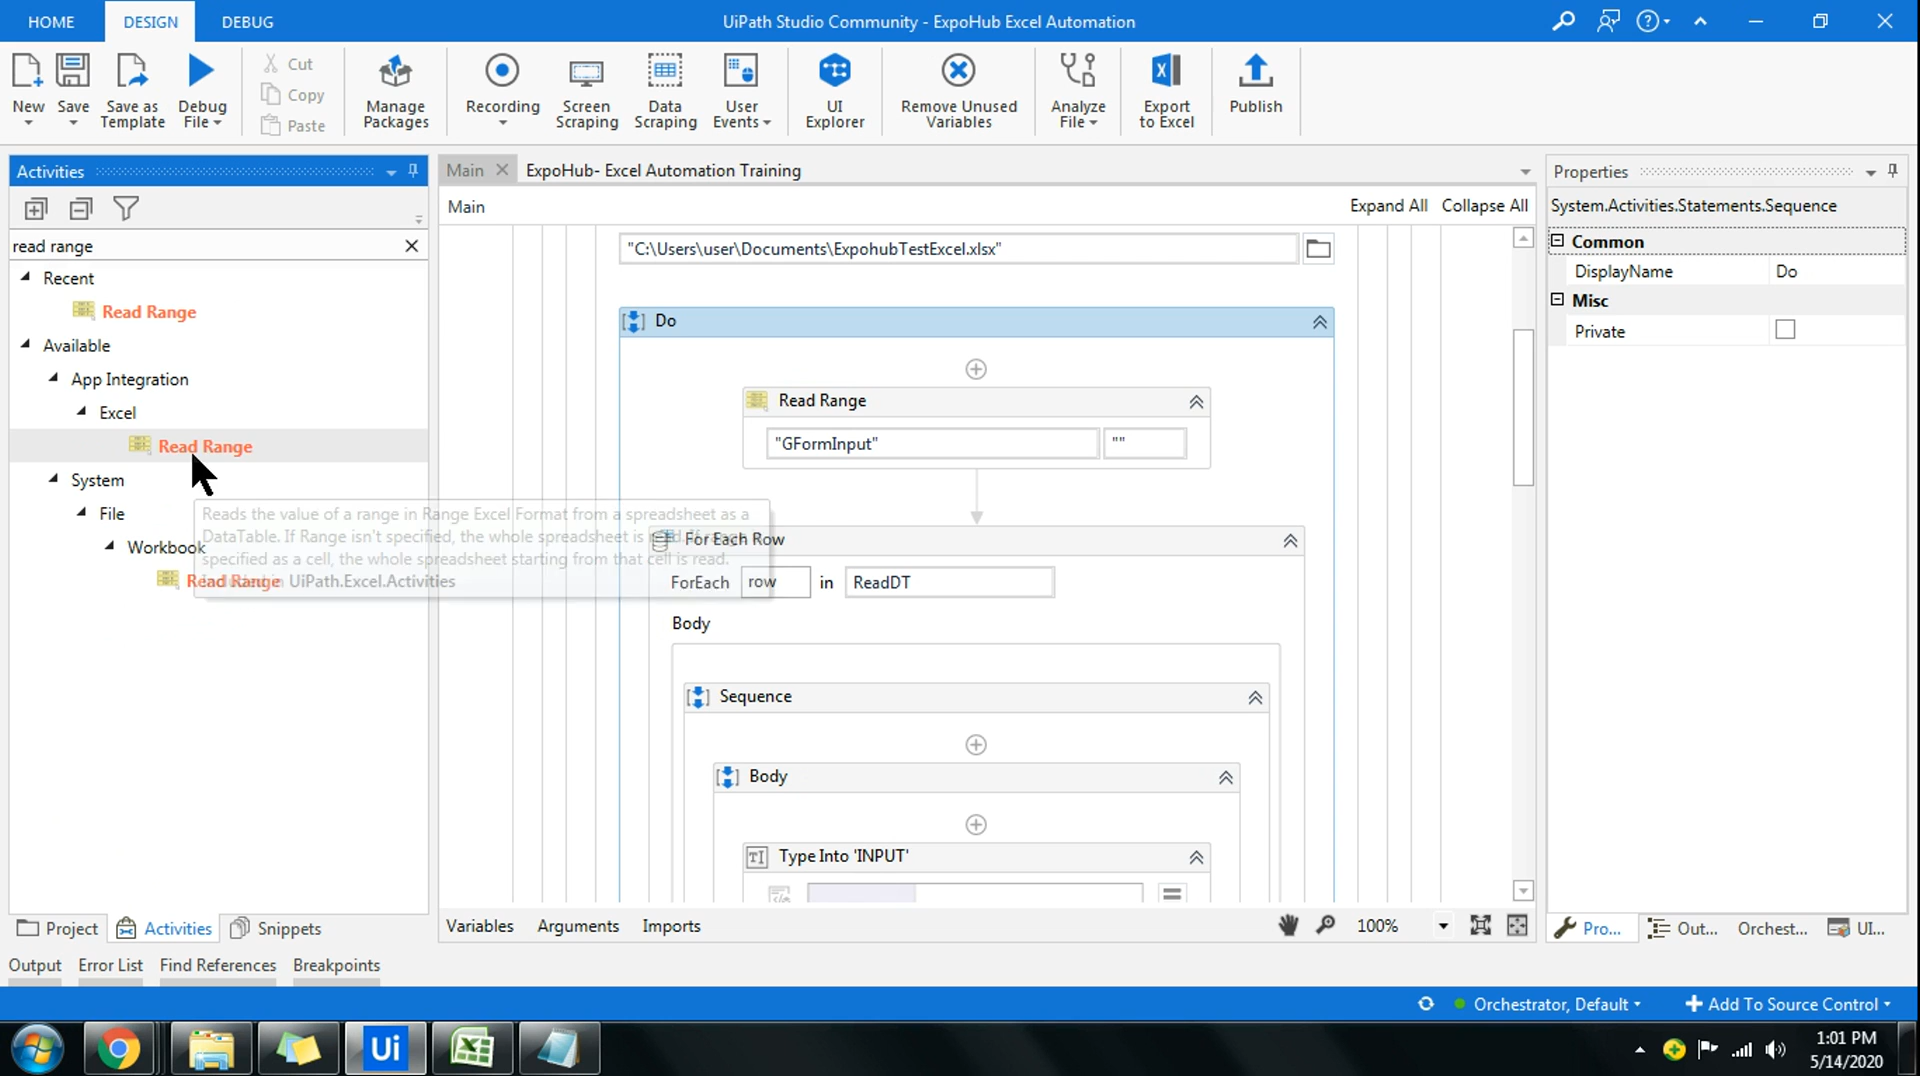 HOME DESIGN DEBUG UiPath Studio Community - ExpoHub Excel Automation
New Save Save as Template Debug File
Cut
Copy
Paste
Manage Packages Recording Screen Scraping Data Scraping User Events UI Explorer Remove Unused Variables Analyze File Export to Excel Publish
Activities
read range
Recent
Read Range
Available
App Integration
Excel
Read Range
System
File
Workbook
Read Range
Reads the value of a range in Range Excel Format from a spreadsheet as a
DataTable. If Range isn't specified, the whole spreadsheet is
specified as a cell, the whole spreadsheet starting from that cell is read.
UiPath.Excel.Activities
Project Activities Snippets
Main ExpoHub- Excel Automation Training
Main Expand All Collapse All
"C:\Users\user\Documents\ExpohubTestExcel.xlsx"
Do
Read Range
"GFormInput" ""
For Each Row
ForEach row in ReadDT
Body
Sequence
Body
Type Into 'INPUT'
Variables Arguments Imports 100%
Properties
System.Activities.Statements.Sequence
Common
DisplayName Do
Misc
Private
Pro... Out... Orchest... UI...
Output Error List Find References Breakpoints
Orchestrator, Default Add To Source Control
Ui
1:01 PM
5/14/2020